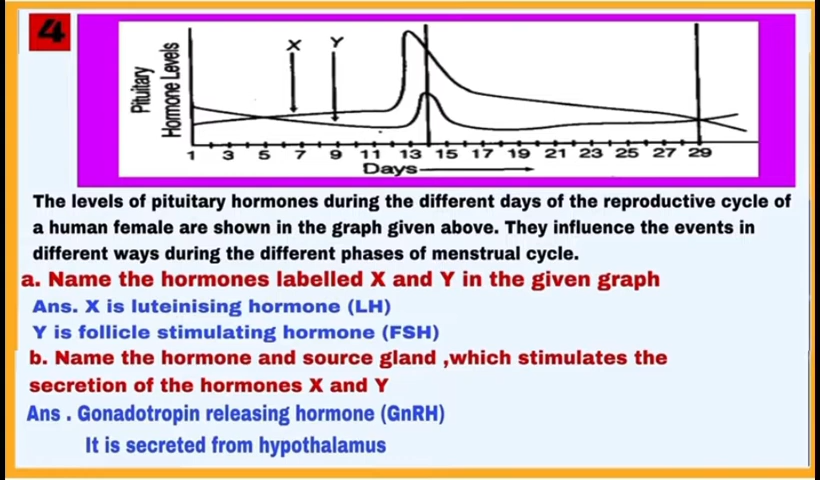 4
Pituitary
Hormone Levels
X Y
1 3 5 7 9 11 13 15 17 19 21 23 25 27 29
Days
The levels of pituitary hormones during the different days of the reproductive cycle of
a human female are shown in the graph given above. They influence the events in
different ways during the different phases of menstrual cycle.
a. Name the hormones labelled X and Y in the given graph
Ans. X is luteinising hormone (LH)
Y is follicle stimulating hormone (FSH)
b. Name the hormone and source gland ,which stimulates the
secretion of the hormones X and Y
Ans . Gonadotropin releasing hormone (GnRH)
It is secreted from hypothalamus